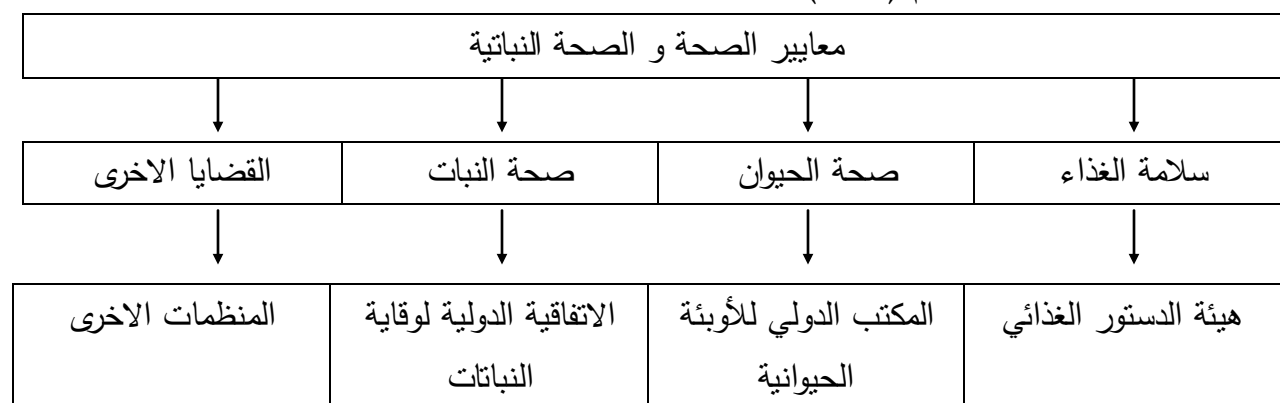 معايير الصحة و الصحة النباتية
سلامة الغذاء
صحة الحيوان
صحة النبات
القضايا الاخرى
هيئة الدستور الغذائي
المكتب الدولي للأوبئة
الحيوانية
الاتفاقية الدولية لوقاية
النباتات
المنظمات الاخرى